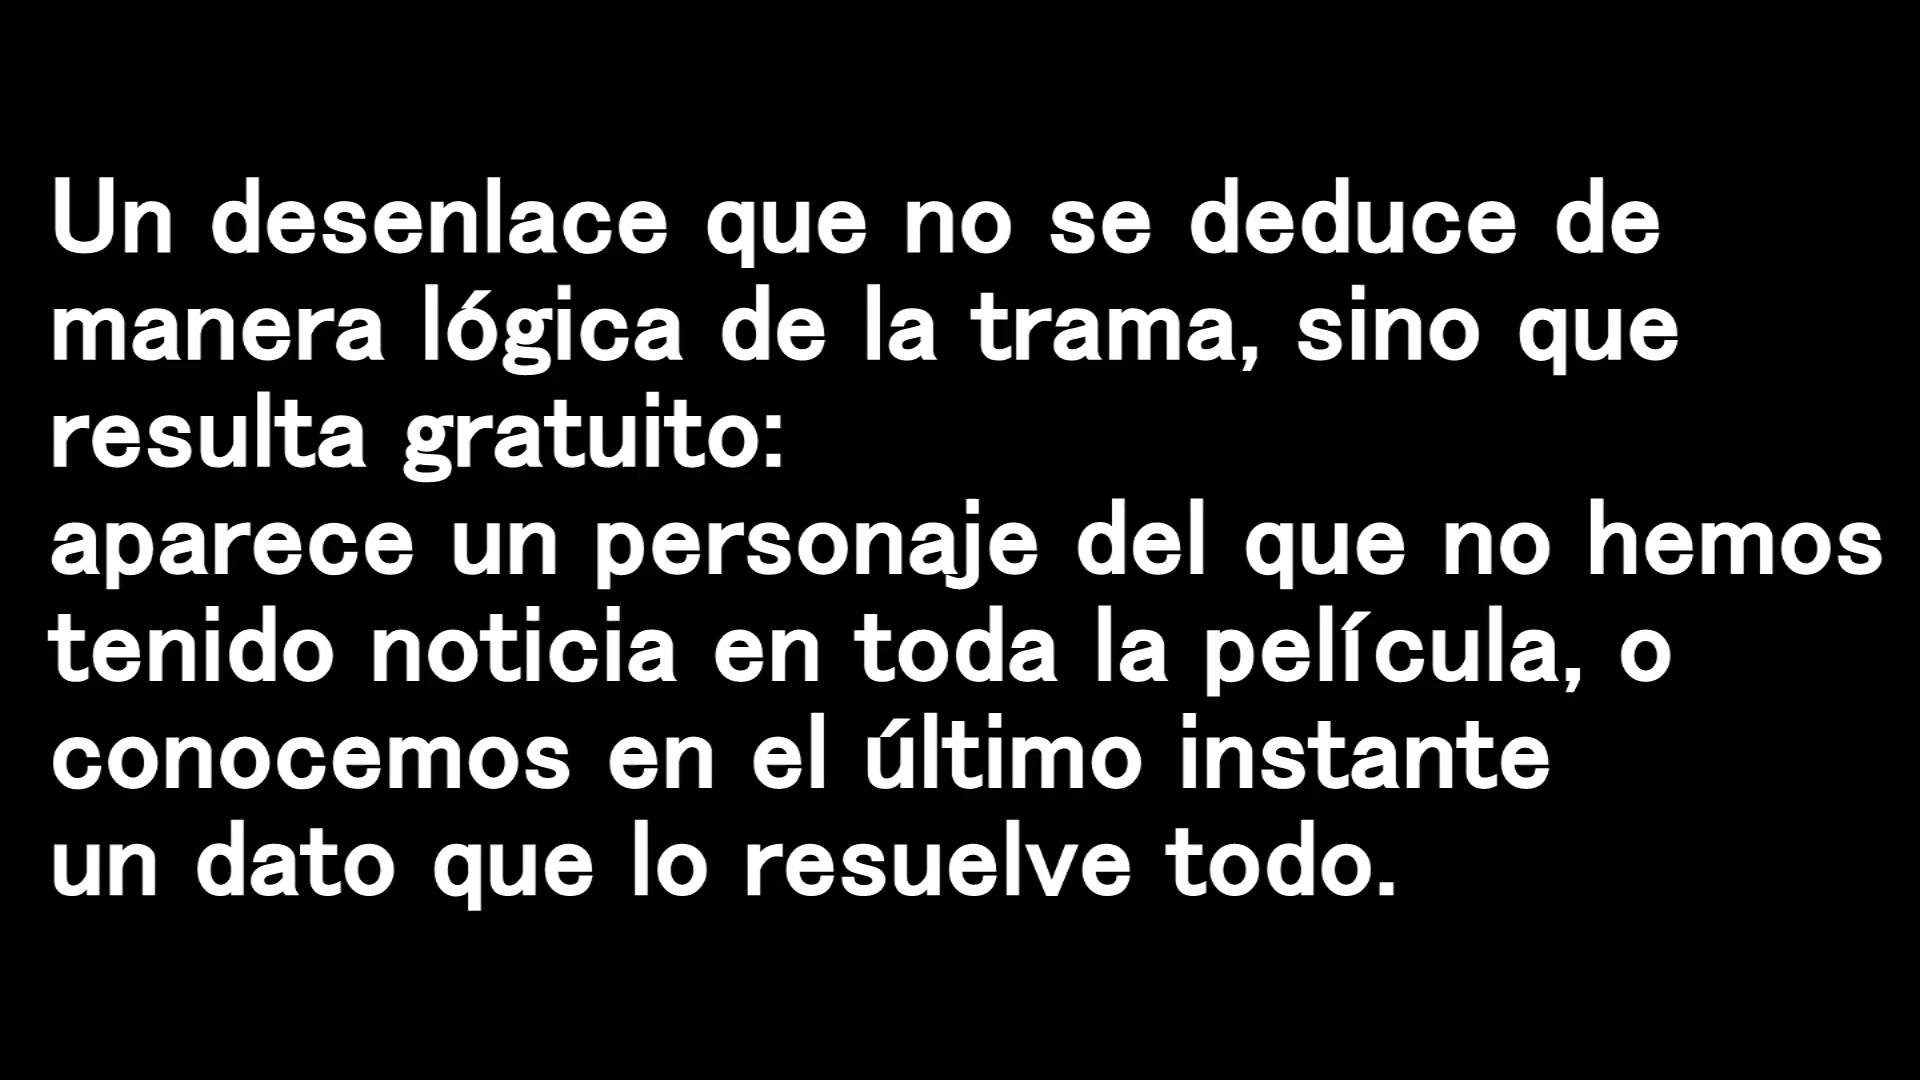 Un desenlace que no se deduce de
manera lógica de la trama, sino que
resulta gratuito:
aparece un personaje del que no hemos
tenido noticia en toda la película, o
conocemos en el último instante
un dato que lo resuelve todo.